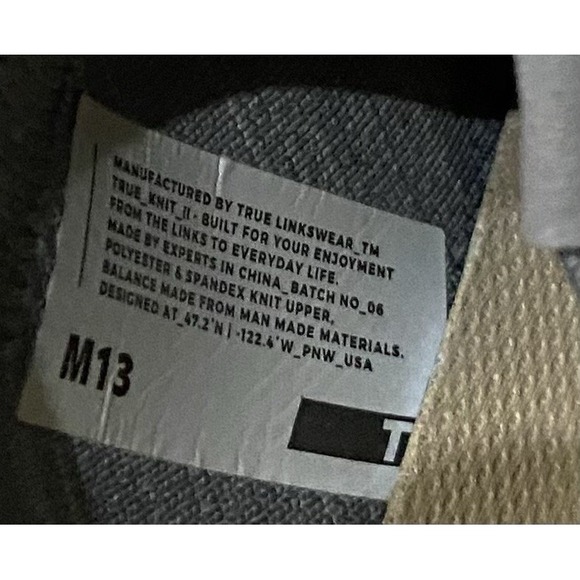 MANUFACTURED BY TRUE LINKSWEAR_TM
TRUE_KNIT_II - BUILT FOR YOUR ENJOYMENT
FROM THE LINKS TO EVERYDAY LIFE.
MADE BY EXPERTS IN CHINA_BATCH NO_06
POLYESTER & SPANDEX KNIT UPPER,
BALANCE MADE FROM MAN MADE MATERIALS.
DESIGNED AT_47.2'N | -122.4'W_PNW_USA
M13
T